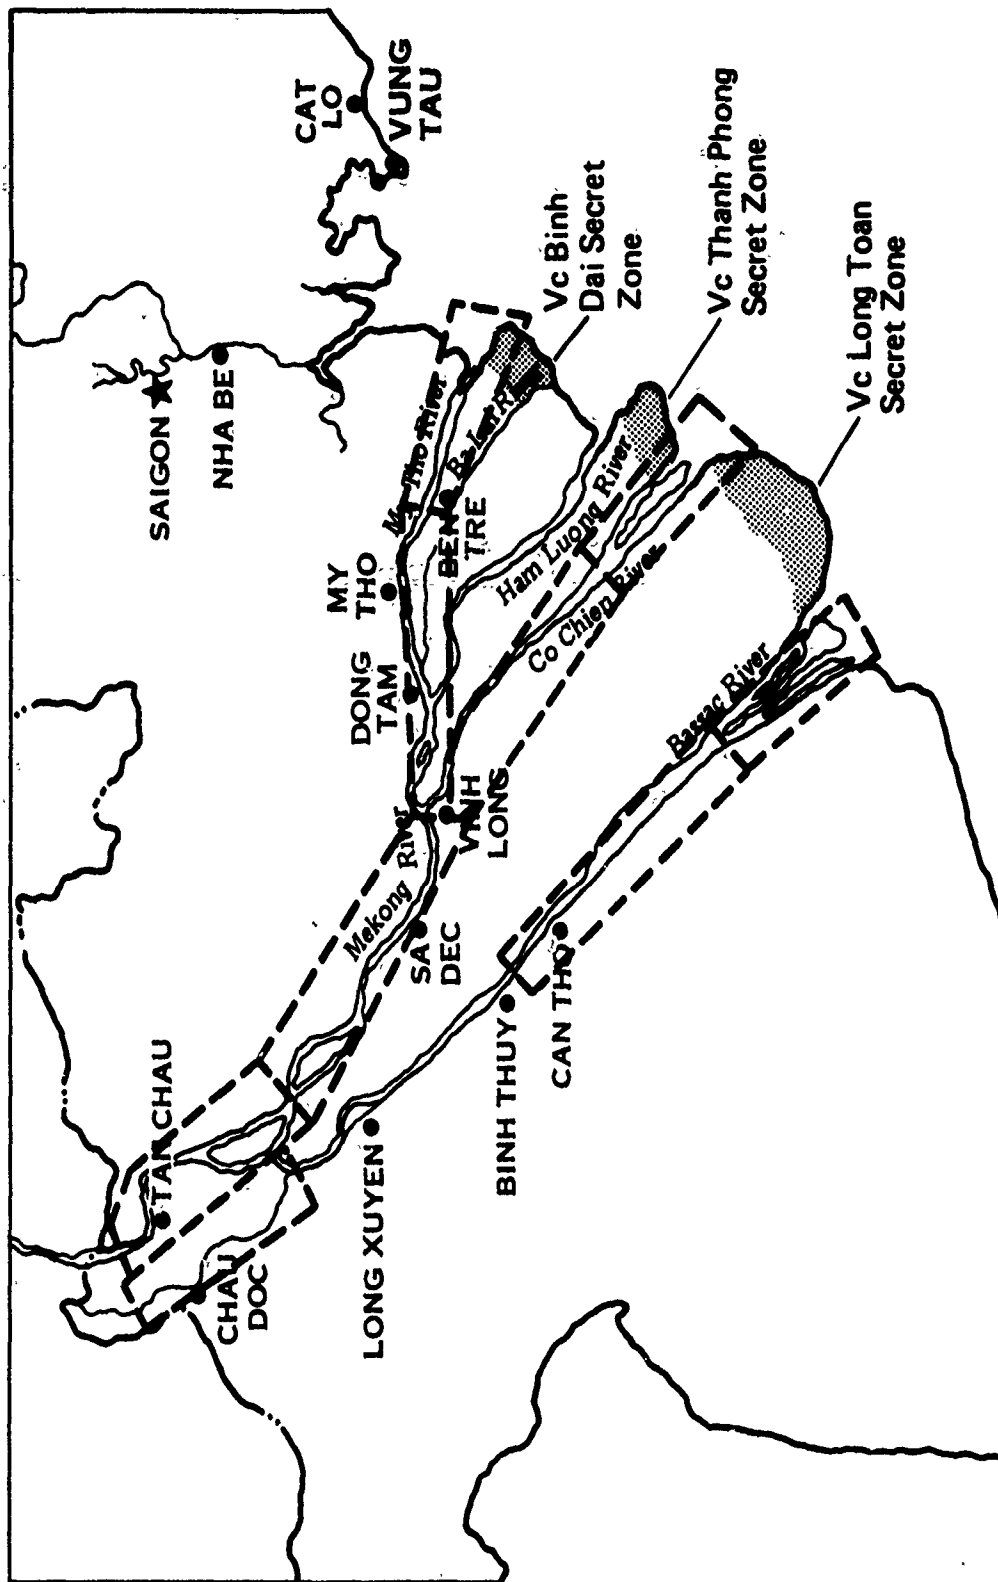 CAT
LO
VUNG
TAU
SAIGON
NHA BE
Vc Binh
Dai Secret
Zone
Vc Thanh Phong
Secret Zone
Vc Long Toan
Secret Zone
My Tho River
Ba Lai R
BEN
TRE
MY
THO
Ham Luong River
Co Chien River
DONG
TAM
Bassac River
VINH
LONG
Mekong River
SA
DEC
CAN THO
BINH THUY
TAN CHAU
LONG XUYEN
CHAU
DOC